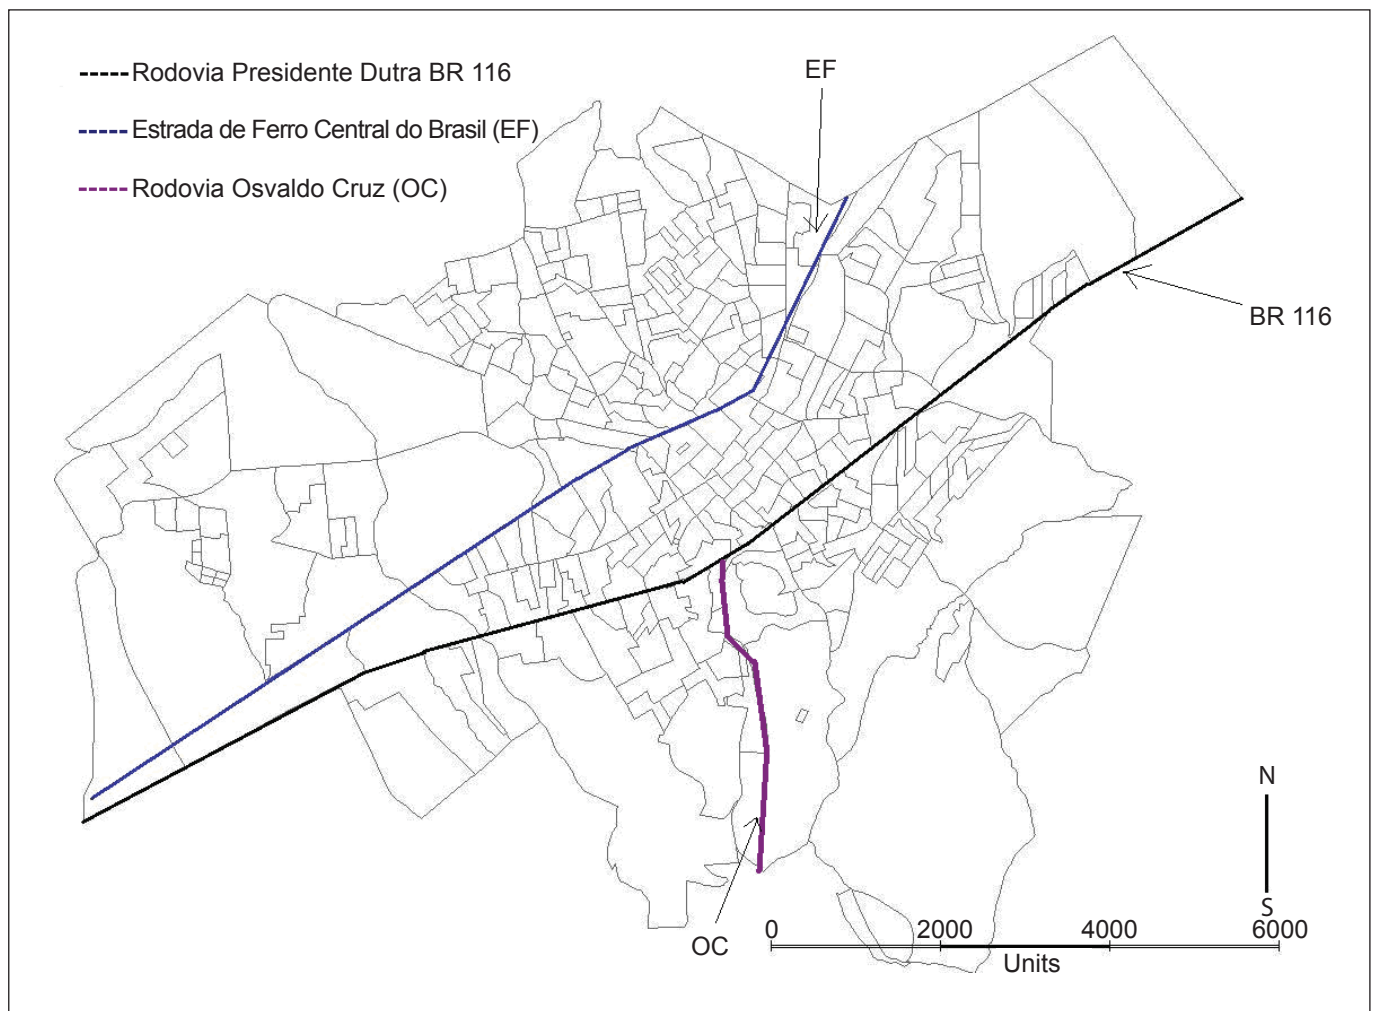 EF
-----Rodovia Presidente Dutra BR 116
-----Estrada de Ferro Central do Brasil (EF)
-----Rodovia Osvaldo Cruz (OC)
BR 116
N
S
OC
0 2000 4000 6000
Units